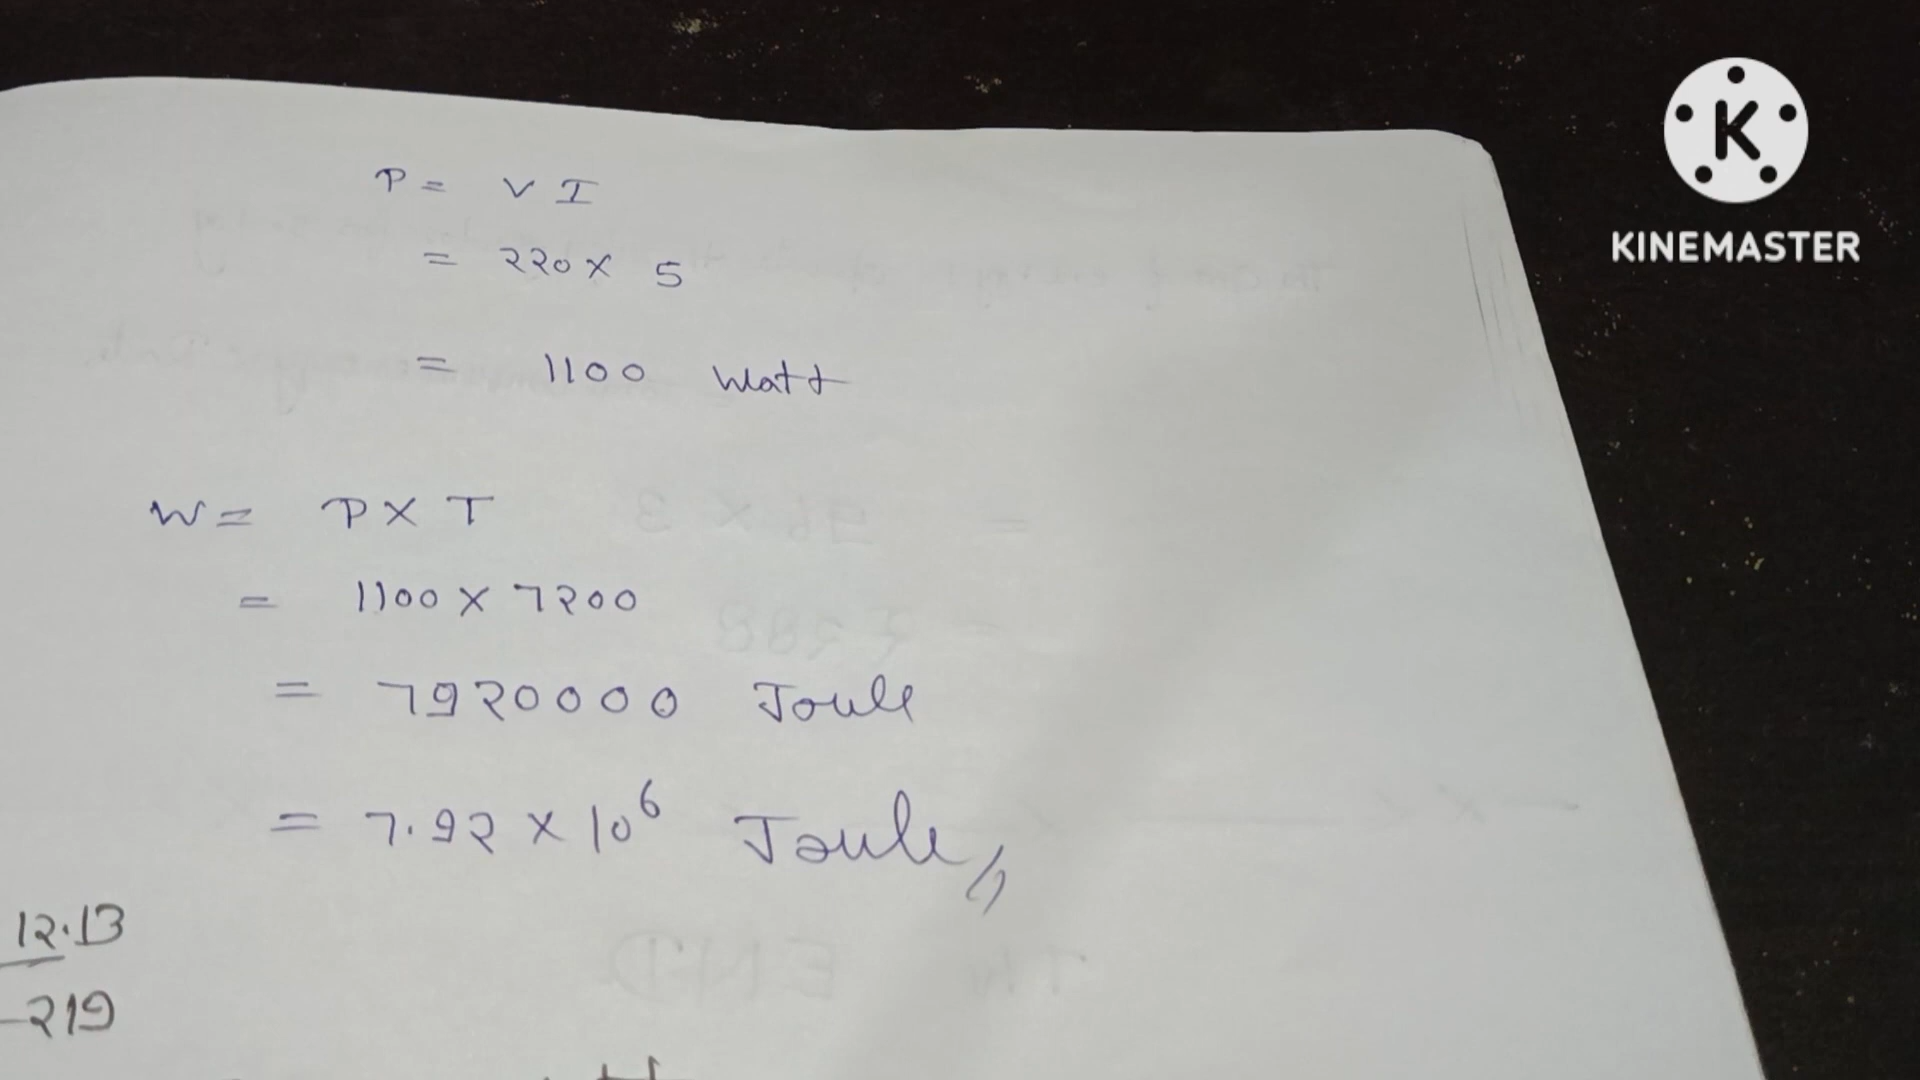 KINEMASTER
P = V I
= 220 X 5
= 1100 Watt
W = P X T
= 1100 X 7200
= 7920000 Joule
= 7.92 X 10⁶ Joule
12.13
-219